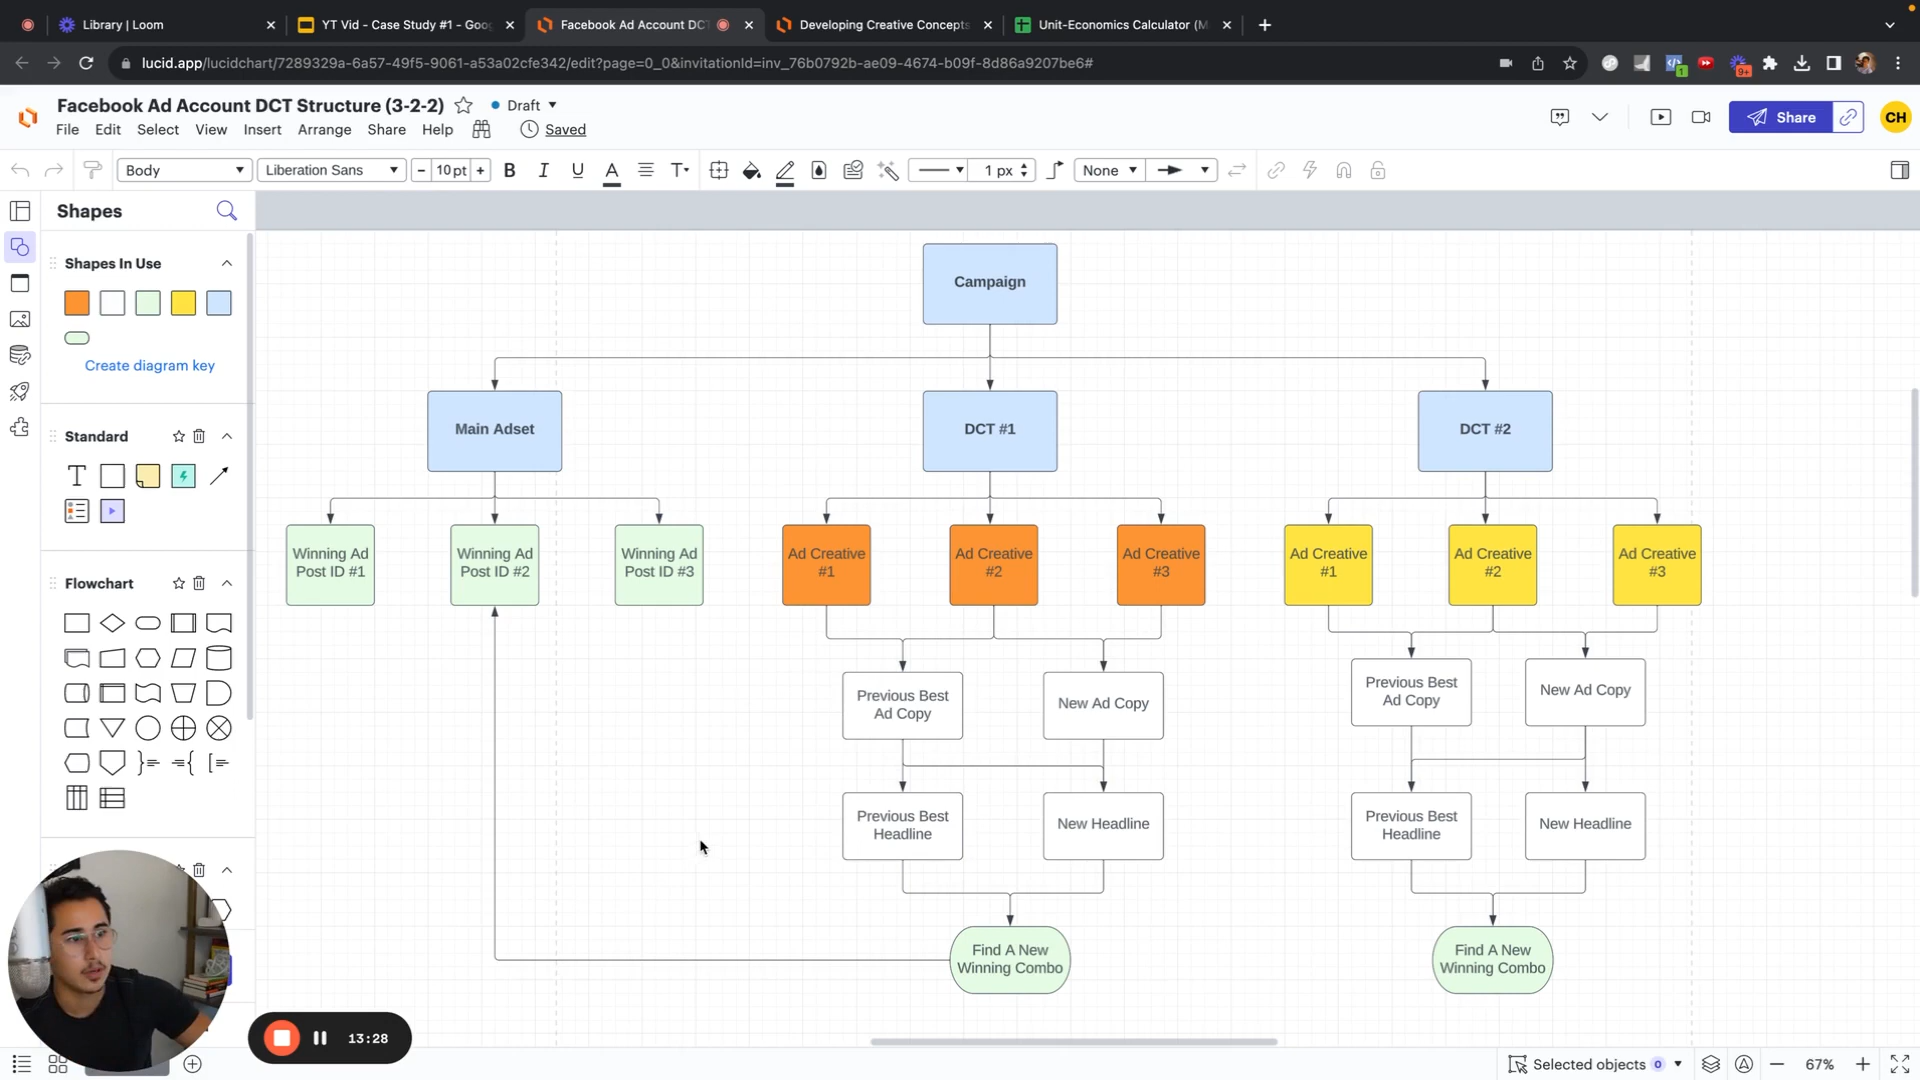 Library | Loom
YT Vid - Case Study #1 - Goog
Facebook Ad Account DCT
Developing Creative Concepts
Unit-Economics Calculator (M
lucid.app/lucidchart/7289329a-6a57-49f5-9061-a53a02cfe342/edit?page=0_0&invitationId=inv_76b0792b-ae09-4674-b09f-8d86a9207be6#
1
9+
Facebook Ad Account DCT Structure (3-2-2)
Draft
File Edit Select View Insert Arrange Share Help
Saved
Share
CH
Body
Liberation Sans
- 10 pt +
B I U A T
1 px
None
Shapes
Shapes In Use
Create diagram key
Standard
T
Flowchart
Campaign
Main Adset
DCT #1
DCT #2
Winning Ad
Post ID #1
Winning Ad
Post ID #2
Winning Ad
Post ID #3
Ad Creative
#1
Ad Creative
#2
Ad Creative
#3
Ad Creative
#1
Ad Creative
#2
Ad Creative
#3
Previous Best
Ad Copy
New Ad Copy
Previous Best
Ad Copy
New Ad Copy
Previous Best
Headline
New Headline
Previous Best
Headline
New Headline
Find A New
Winning Combo
Find A New
Winning Combo
13:28
Selected objects 0
67%